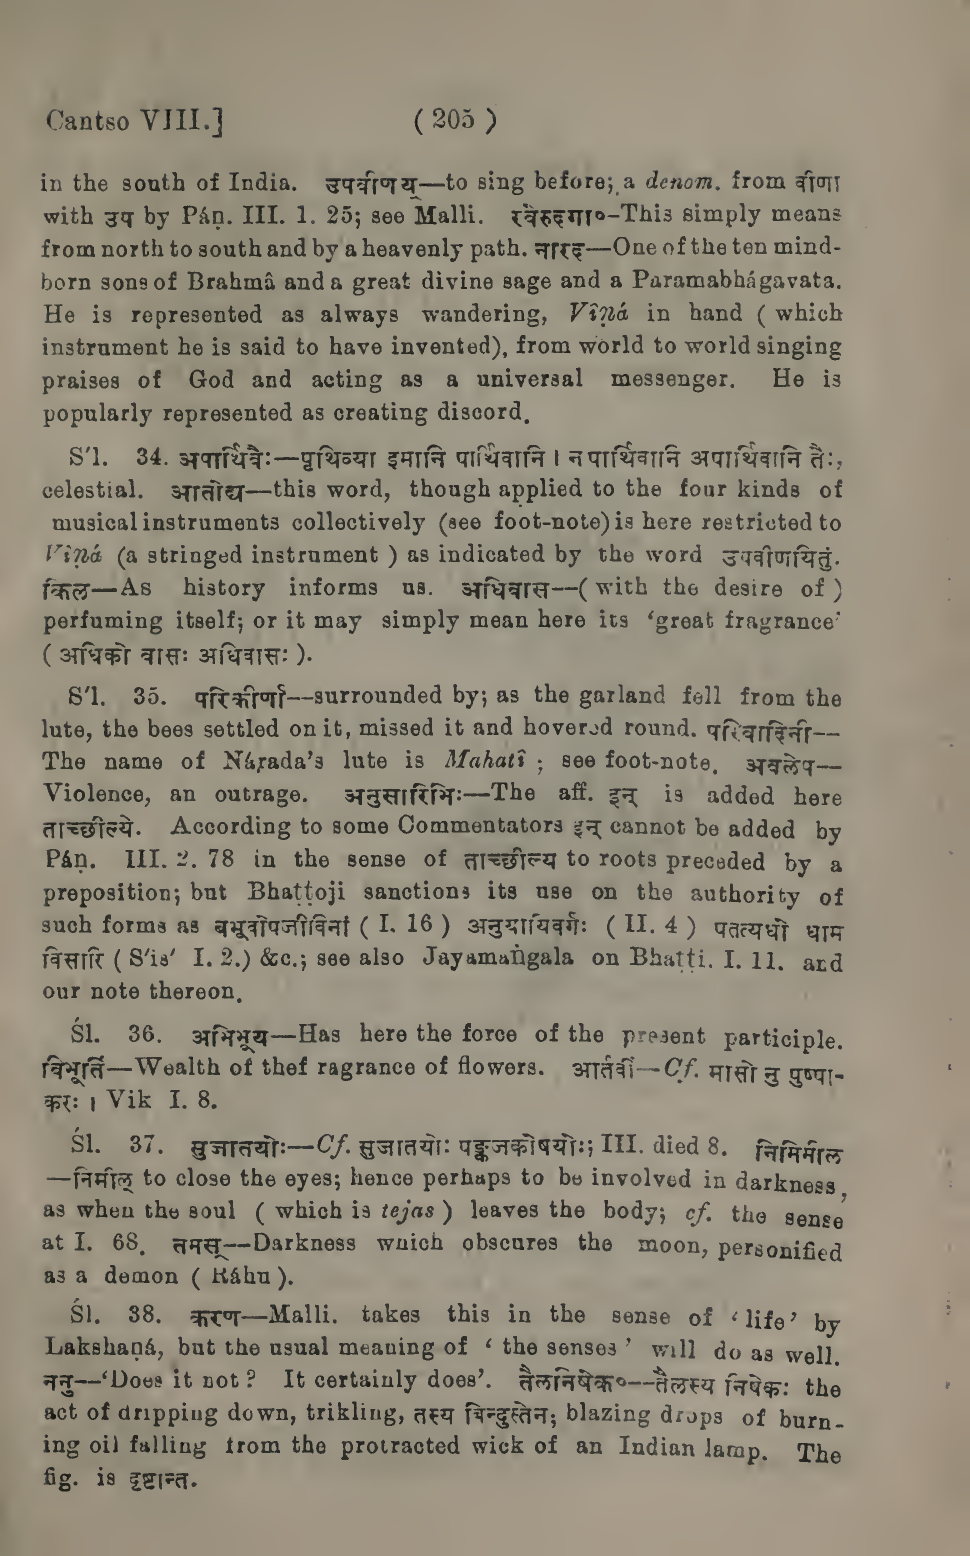 Cantso VIII.] ( 205 )
in the south of India. उपवीणय्—to sing before; a denom. from वीणा
with उप by Páṇ. III. 1. 25; see Malli. रवेरुदगा०–This simply means
from north to south and by a heavenly path. नारद—One of the ten mind-
born sons of Brahmâ and a great divine sage and a Paramabhágavata.
He is represented as always wandering, Vîṇá in hand ( which
instrument he is said to have invented), from world to world singing
praises of God and acting as a universal messenger. He is
popularly represented as creating discord.
S'l. 34. अपार्थिवैः—पृथिव्या इमानि पार्थिवानि । न पार्थिवानि अपार्थिवानि तैः,
celestial. आतोद्य—this word, though applied to the four kinds of
musical instruments collectively (see foot-note) is here restricted to
Vîṇá (a stringed instrument ) as indicated by the word उपवीणयितुं.
किल—As history informs us. अधिवास--( with the desire of )
perfuming itself; or it may simply mean here its ‘great fragrance’
( अधिको वासः अधिवासः ).
S'l. 35. परिकीर्णा--surrounded by; as the garland fell from the
lute, the bees settled on it, missed it and hovered round. परिवादिनी--
The name of Nárada’s lute is Mahatî ; see foot-note. अवलेप--
Violence, an outrage. अनुसारिभिः—The aff. इन् is added here
ताच्छील्ये. According to some Commentators इन् cannot be added by
Páṇ. III. 2. 78 in the sense of ताच्छील्य to roots preceded by a
preposition; but Bhaṭṭoji sanctions its use on the authority of
such forms as बभूवोपजीविनां ( I. 16 ) अनुयायिवर्गः ( II. 4 ) पतत्यधो धाम
विसारि ( S'is' I. 2.) &c.; see also Jayamaṅgala on Bhaṭṭi. I. 11. and
our note thereon.
Śl. 36. अभिभूय—Has here the force of the present participle.
विभूतिं—Wealth of thef ragrance of flowers. आर्तवीं—Cf. मासो नु पुष्पा-
करः । Vik I. 8.
Śl. 37. सुजातयोः—Cf. सुजातयोः पङ्कजकोषयोः; III. died 8. निमिमील
—निमील् to close the eyes; hence perhaps to be involved in darkness,
as when the soul ( which is tejas ) leaves the body; cf. the sense
at I. 68. तमस्--Darkness which obscures the moon, personified
as a demon ( Ráhu ).
Śl. 38. करण—Malli. takes this in the sense of ‘life’ by
Lakshaṇá, but the usual meaning of ‘ the senses ’ will do as well.
ननु--‘Does it not ? It certainly does’. तैलनिषेक०--तैलस्य निषेकः the
act of dripping down, trikling, तस्य बिन्दुस्तेन; blazing drops of burn-
ing oil falling from the protracted wick of an Indian lamp. The
fig. is दृष्टान्त.